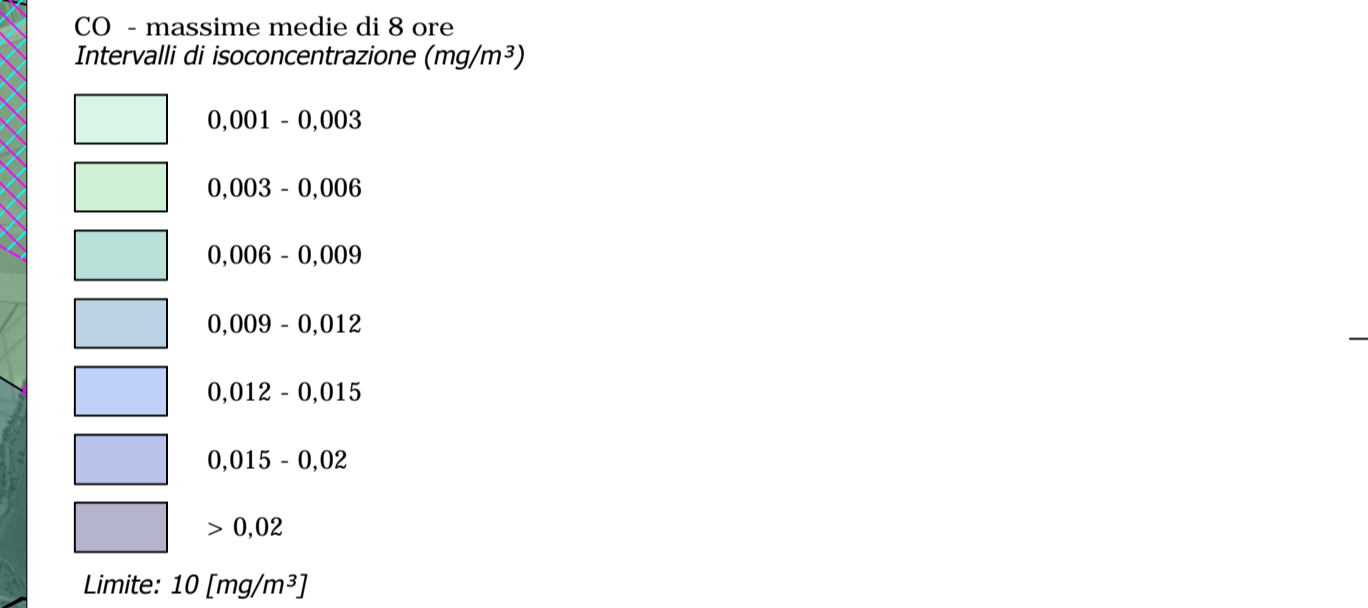 CO - massime medie di 8 ore
Intervalli di isoconcentrazione (mg/m³)
0,001 - 0,003
0,003 - 0,006
0,006 - 0,009
0,009 - 0,012
0,012 - 0,015
0,015 - 0,02
> 0,02
Limite: 10 [mg/m³]